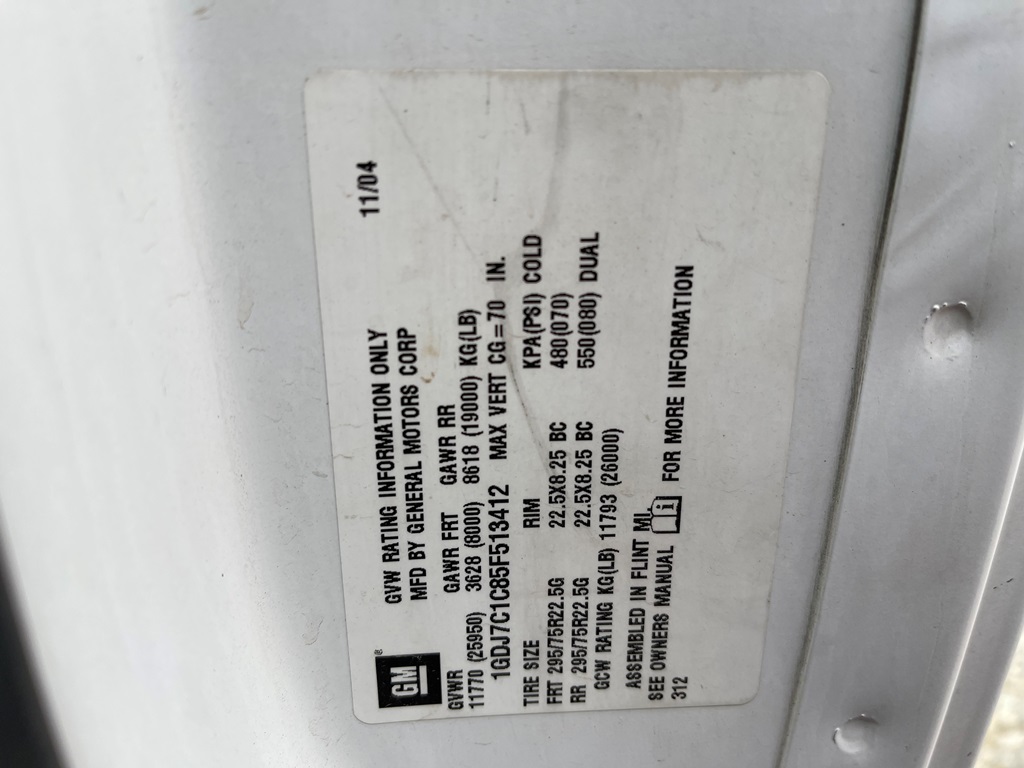 11/04
GM®
GVW RATING INFORMATION ONLY
MFD BY GENERAL MOTORS CORP
GVWR GAWR FRT GAWR RR
11770 (25950) 3628 (8000) 8618 (19000) KG(LB)
1GDJ7C1C85F513412 MAX VERT CG=70 IN.
TIRE SIZE RIM KPA(PSI) COLD
FRT 295/75R22.5G 22.5X8.25 BC 480(070)
RR 295/75R22.5G 22.5X8.25 BC 550(080) DUAL
GCW RATING KG(LB) 11793 (26000)
ASSEMBLED IN FLINT MI.
SEE OWNERS MANUAL i FOR MORE INFORMATION
312